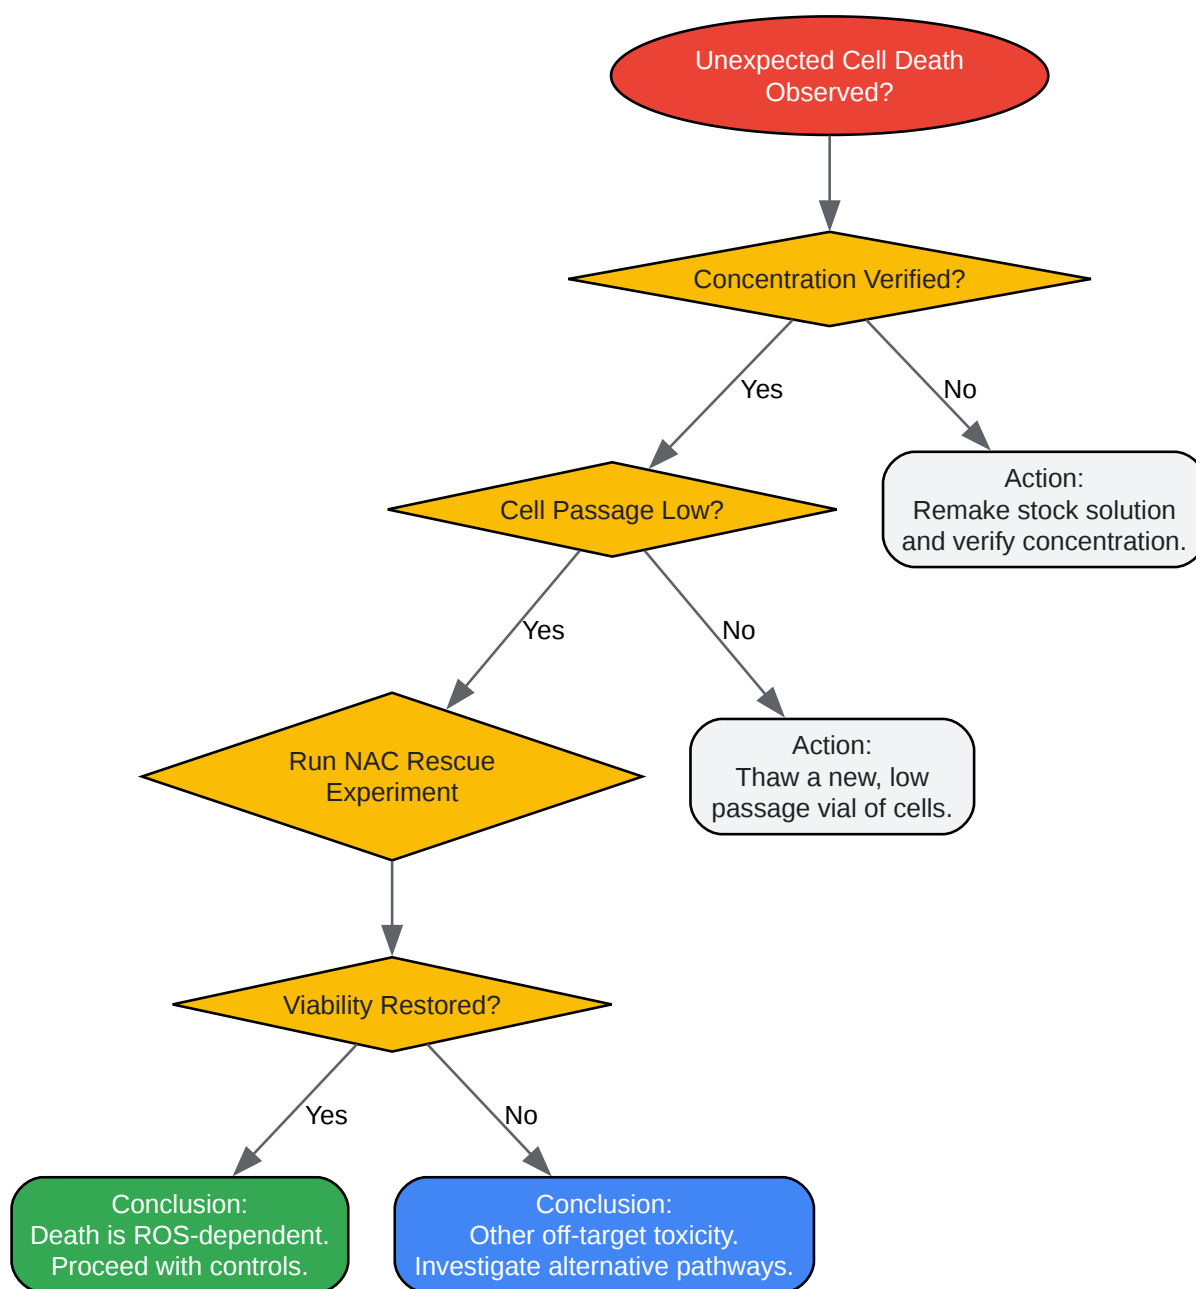 Unexpected Cell Death
Observed?
Concentration Verified?
Yes
No
Cell Passage Low?
Action:
Remake stock solution
and verify concentration.
Yes
No
Run NAC Rescue
Experiment
Action:
Thaw a new, low
passage vial of cells.
Viability Restored?
Yes
No
Conclusion:
Death is ROS-dependent.
Proceed with controls.
Conclusion:
Other off-target toxicity.
Investigate alternative pathways.